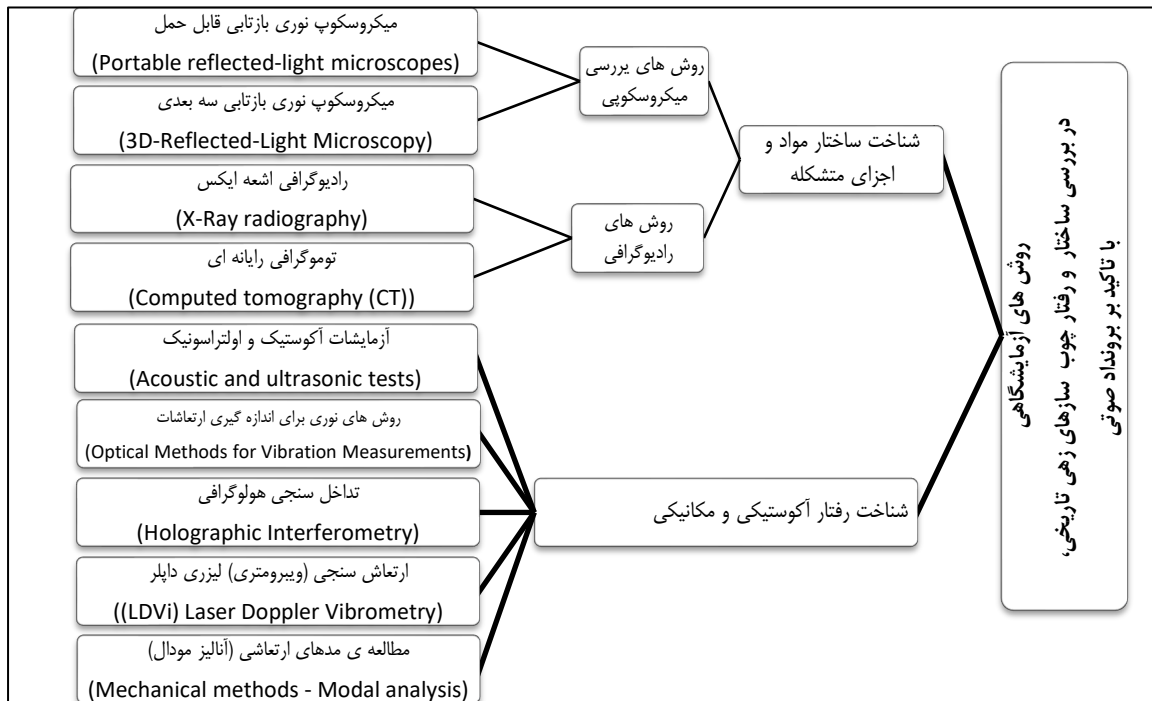 روش های آزمایشگاهی
در بررسی ساختار و رفتار چوب سازهای زهی تاریخی،
با تاکید بر برونداد صوتی
شناخت ساختار مواد و
اجزای متشکله
روش های بررسی
میکروسکوپی
میکروسکوپ نوری بازتابی قابل حمل
(Portable reflected-light microscopes)
میکروسکوپ نوری بازتابی سه بعدی
(3D-Reflected-Light Microscopy)
روش های
رادیوگرافی
رادیوگرافی اشعه ایکس
(X-Ray radiography)
توموگرافی رایانه ای
(Computed tomography (CT))
شناخت رفتار آکوستیکی و مکانیکی
آزمایشات آکوستیک و اولتراسونیک
(Acoustic and ultrasonic tests)
روش های نوری برای اندازه گیری ارتعاشات
(Optical Methods for Vibration Measurements)
تداخل سنجی هولوگرافی
(Holographic Interferometry)
ارتعاش سنجی (ویبرومتری) لیزری داپلر
((LDVi) Laser Doppler Vibrometry)
مطالعه ی مدهای ارتعاشی (آنالیز مودال)
(Mechanical methods - Modal analysis)